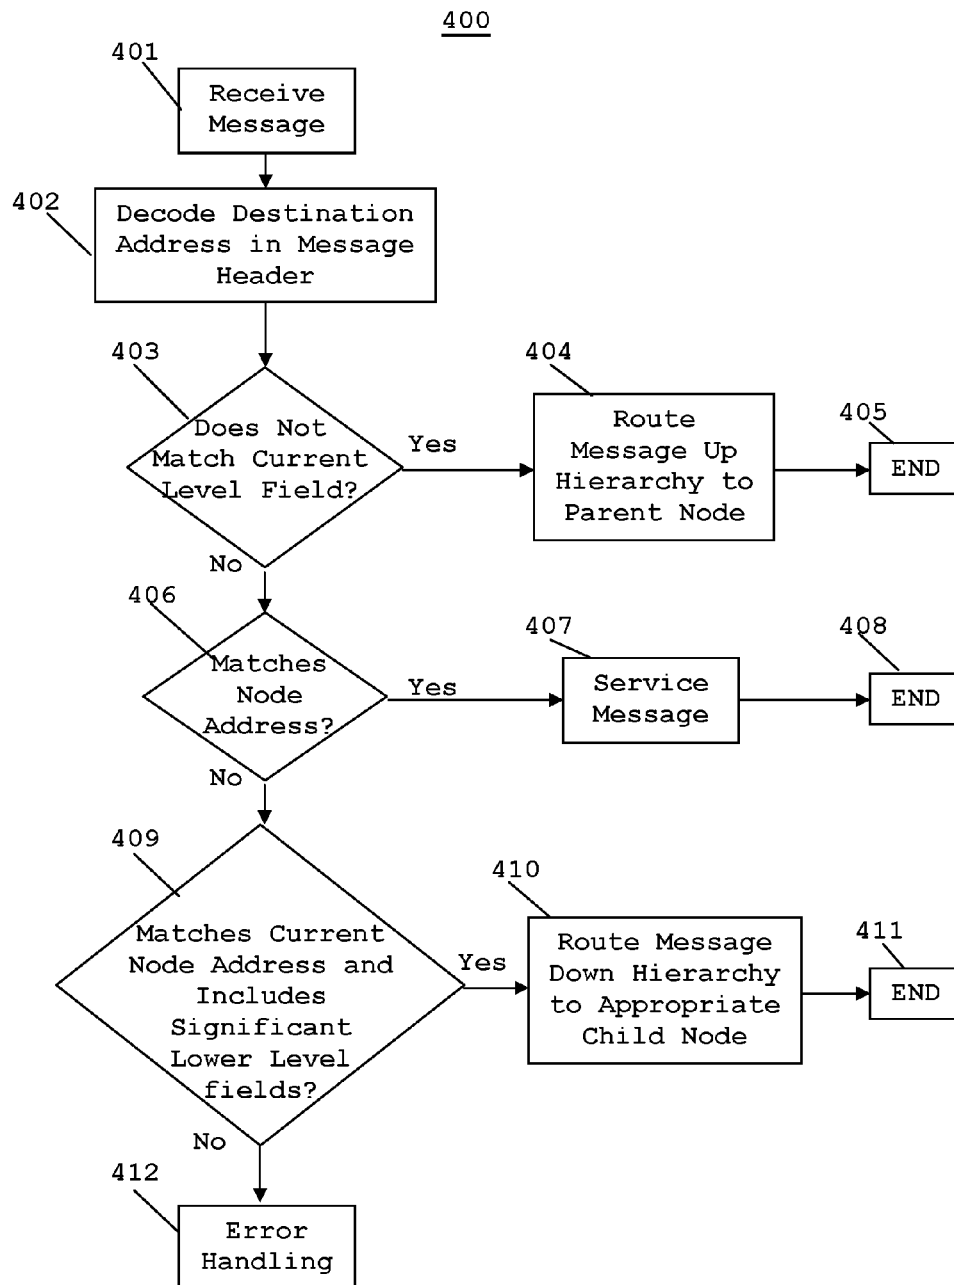 400
401
Receive
Message
402
Decode Destination
Address in Message
Header
403
Does Not
Match Current
Level Field?
Yes
No
404
Route
Message Up
Hierarchy to
Parent Node
405
END
406
Matches
Node
Address?
Yes
No
407
Service
Message
408
END
409
Matches Current
Node Address and
Includes
Significant
Lower Level
fields?
Yes
No
410
Route Message
Down Hierarchy
to Appropriate
Child Node
411
END
412
Error
Handling